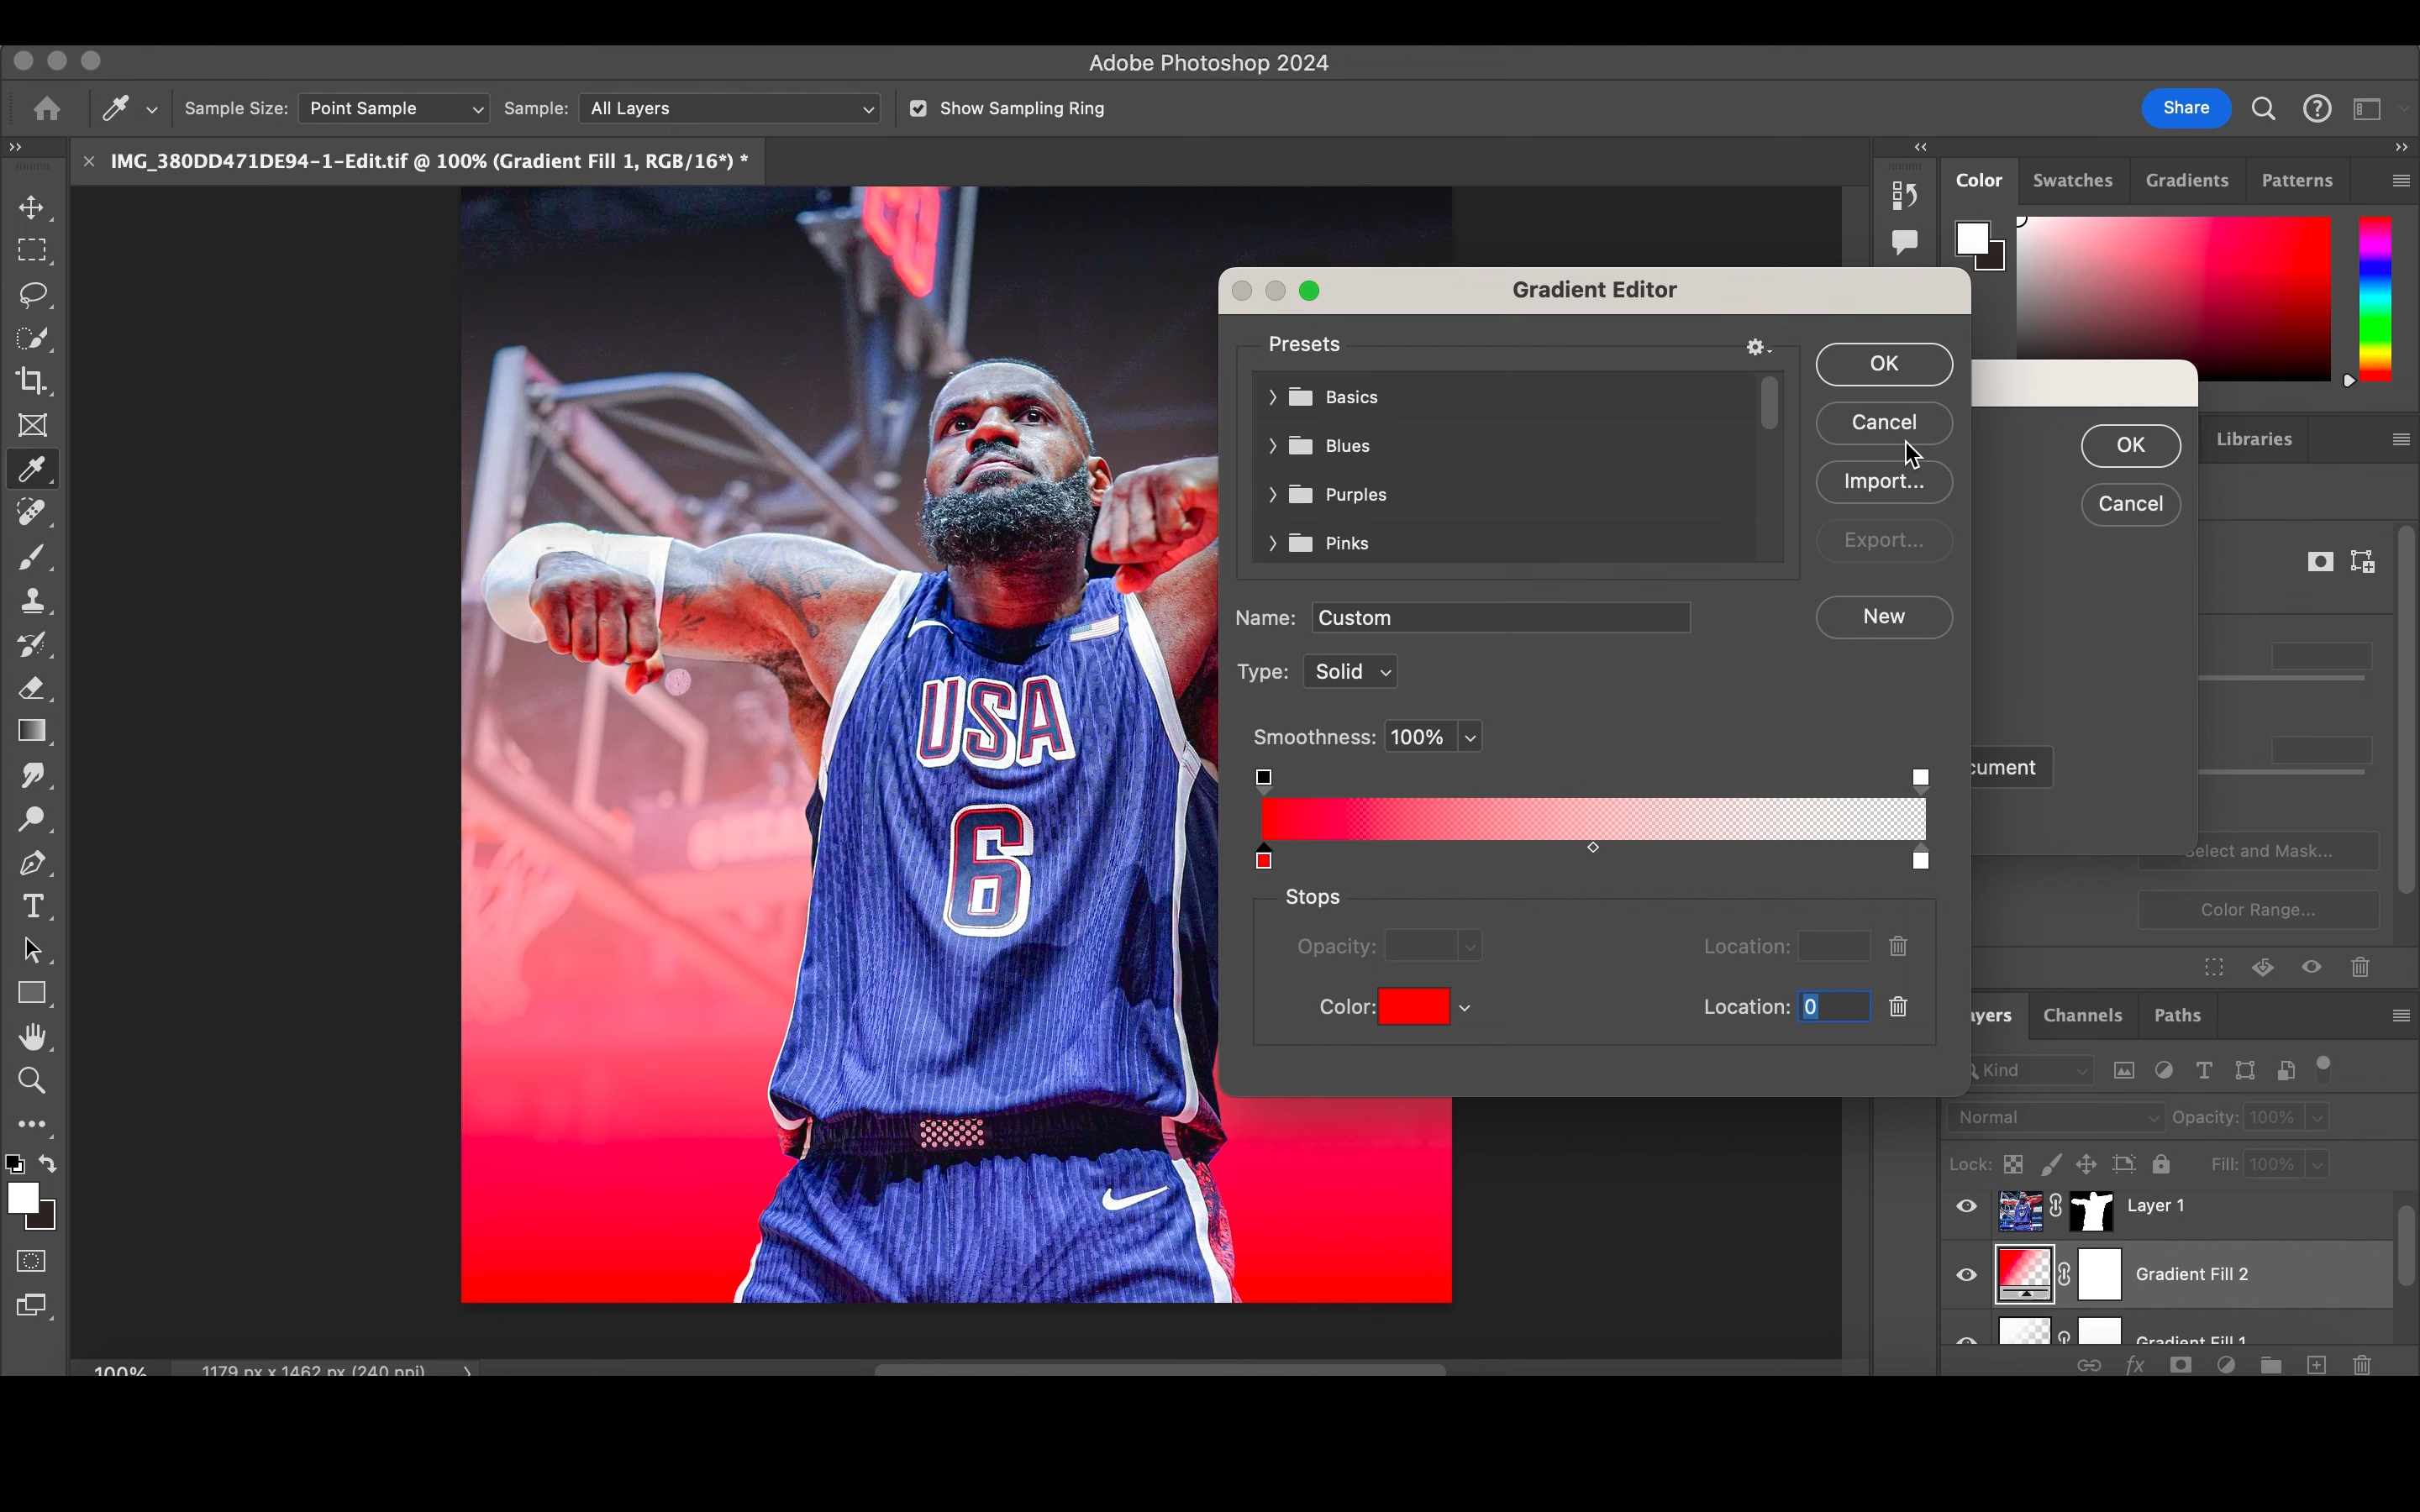 Adobe Photoshop 2024
Sample Size: Point Sample Sample: All Layers Show Sampling Ring
Share
IMG_380DD471DE94-1-Edit.tif @ 100% (Gradient Fill 1, RGB/16*) *
Color Swatches Gradients Patterns
Gradient Editor
Presets
Basics
Blues
Purples
Pinks
OK
Cancel
Import...
Export...
New
Name: Custom
Type: Solid
Smoothness: 100%
Stops
Opacity: Location:
Color: Location: 0
OK
Cancel
cument
Libraries
Select and Mask...
Color Range...
ayers Channels Paths
Kind
Normal Opacity: 100%
Lock: Fill: 100%
Layer 1
Gradient Fill 2
Gradient Fill 1
fx
USA
6
100% 1179 px x 1462 px (240 ppi)